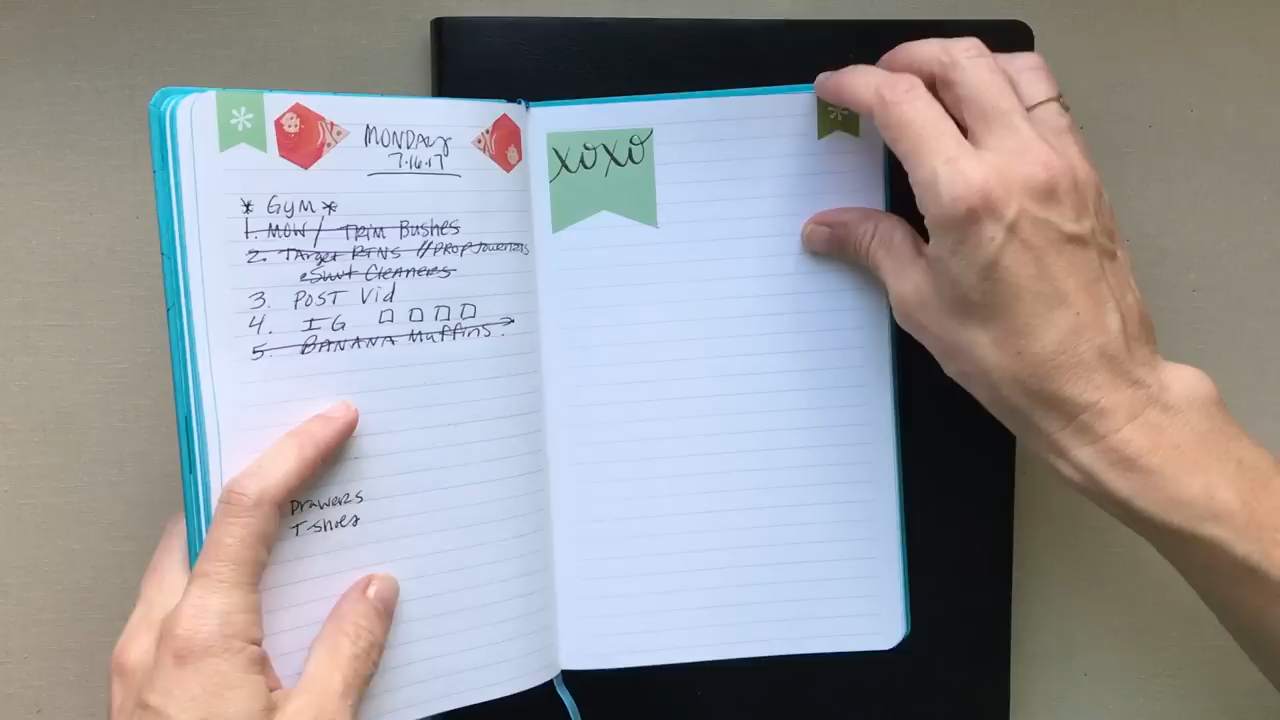 MONDAY
7.16.17
* Gym *
1. MOW / TRIM Bushes
2. Target RTNS // PROP Journals
eSurt Cleaners
3. POST Vid
4. IG □ □ □ □
5. BANANA Muffins?
Drawers
T-shoes
xoxo